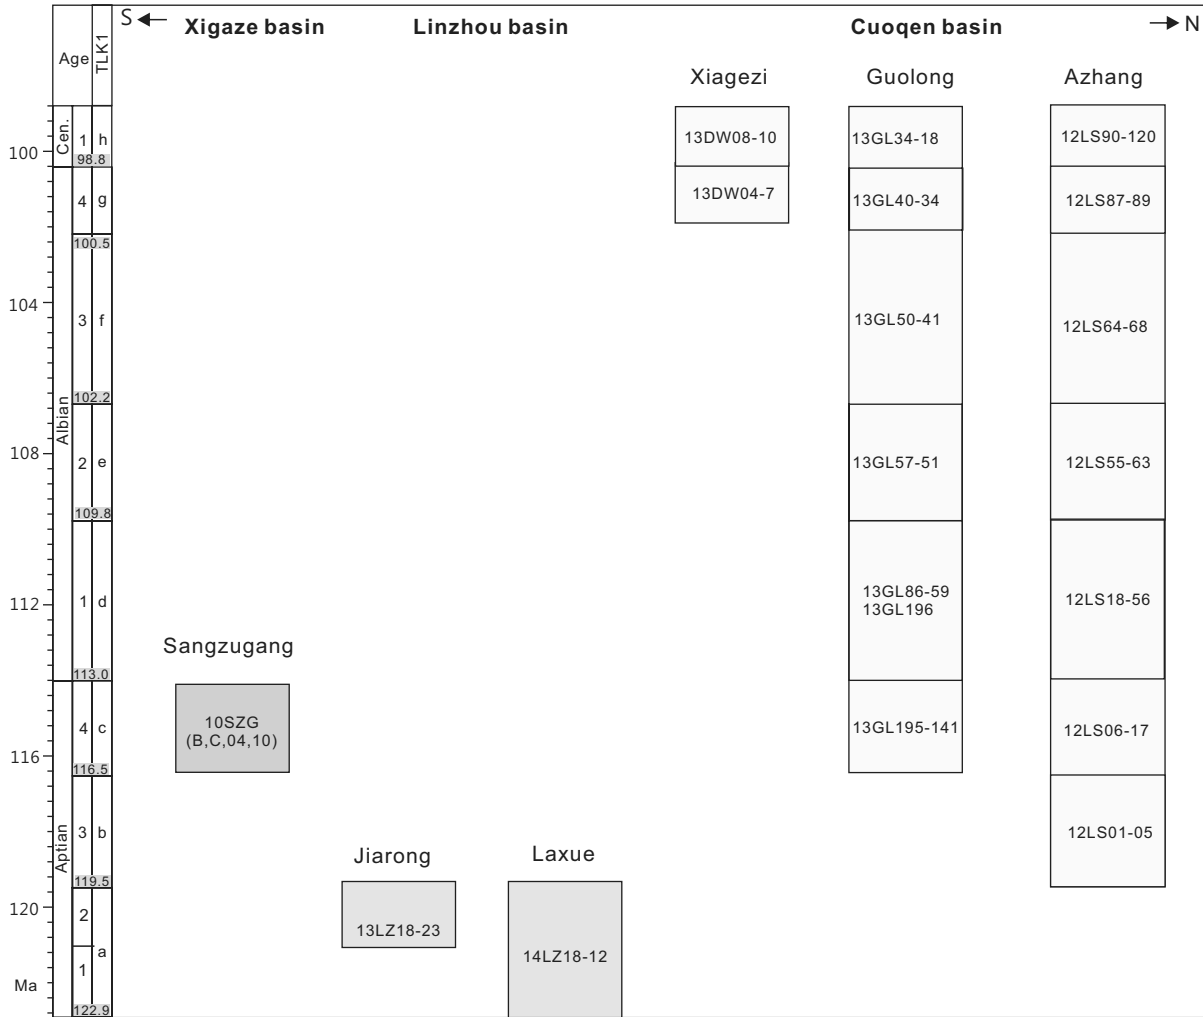 S
Xigaze basin
Linzhou basin
Cuoqen basin
N
Age
TLK1
Xiagezi
Guolong
Azhang
Cen.
1
h
98.8
100
13DW08-10
13GL34-18
12LS90-120
4
g
100.5
13DW04-7
13GL40-34
12LS87-89
104
3
f
102.2
13GL50-41
12LS64-68
Albian
108
2
e
109.8
13GL57-51
12LS55-63
112
1
d
113.0
13GL86-59
13GL196
12LS18-56
Sangzugang
4
c
116.5
116
10SZG
(B,C,04,10)
13GL195-141
12LS06-17
Aptian
3
b
119.5
12LS01-05
Jiarong
Laxue
120
2
a
1
122.9
Ma
13LZ18-23
14LZ18-12